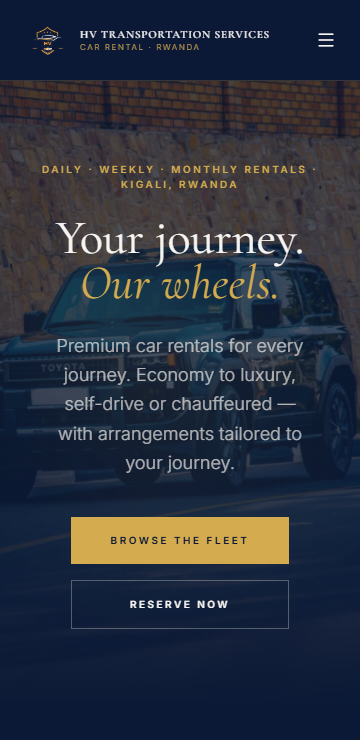 HV
HV TRANSPORTATION SERVICES
CAR RENTAL · RWANDA
DAILY · WEEKLY · MONTHLY RENTALS ·
KIGALI, RWANDA
Your journey.
Our wheels.
Premium car rentals for every
journey. Economy to luxury,
self-drive or chauffeured —
with arrangements tailored to
your journey.
TOYOTA
BROWSE THE FLEET
RESERVE NOW